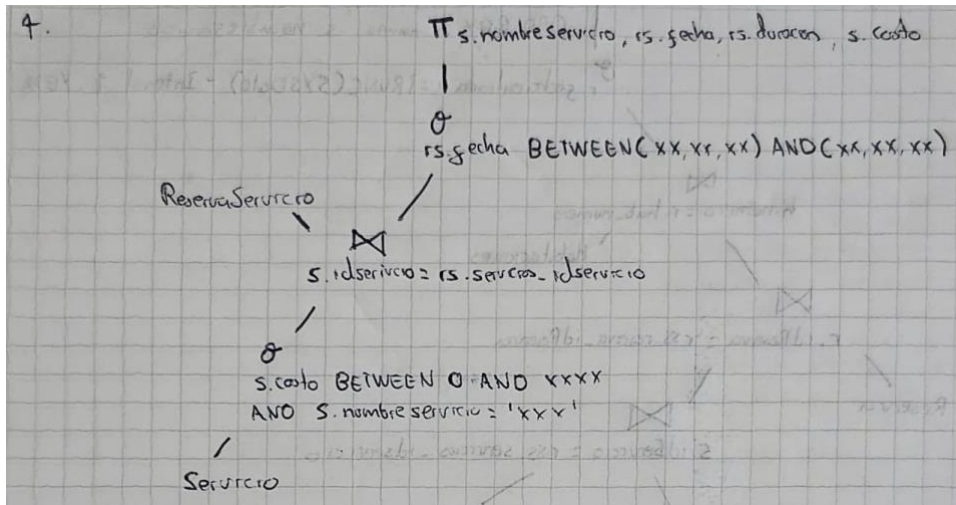 4.
π s.nombreservicio, rs.fecha, rs.duracon, s.costo
σ
rs.fecha BETWEEN(xx,xx,xx) AND(xx,xx,xx)
ReservaServicio
⋈
s.idserivcio = rs.servicios_idservicio
σ
s.costo BETWEEN 0 AND xxxx
AND s.nombreservicio = 'xxx'
Servicio